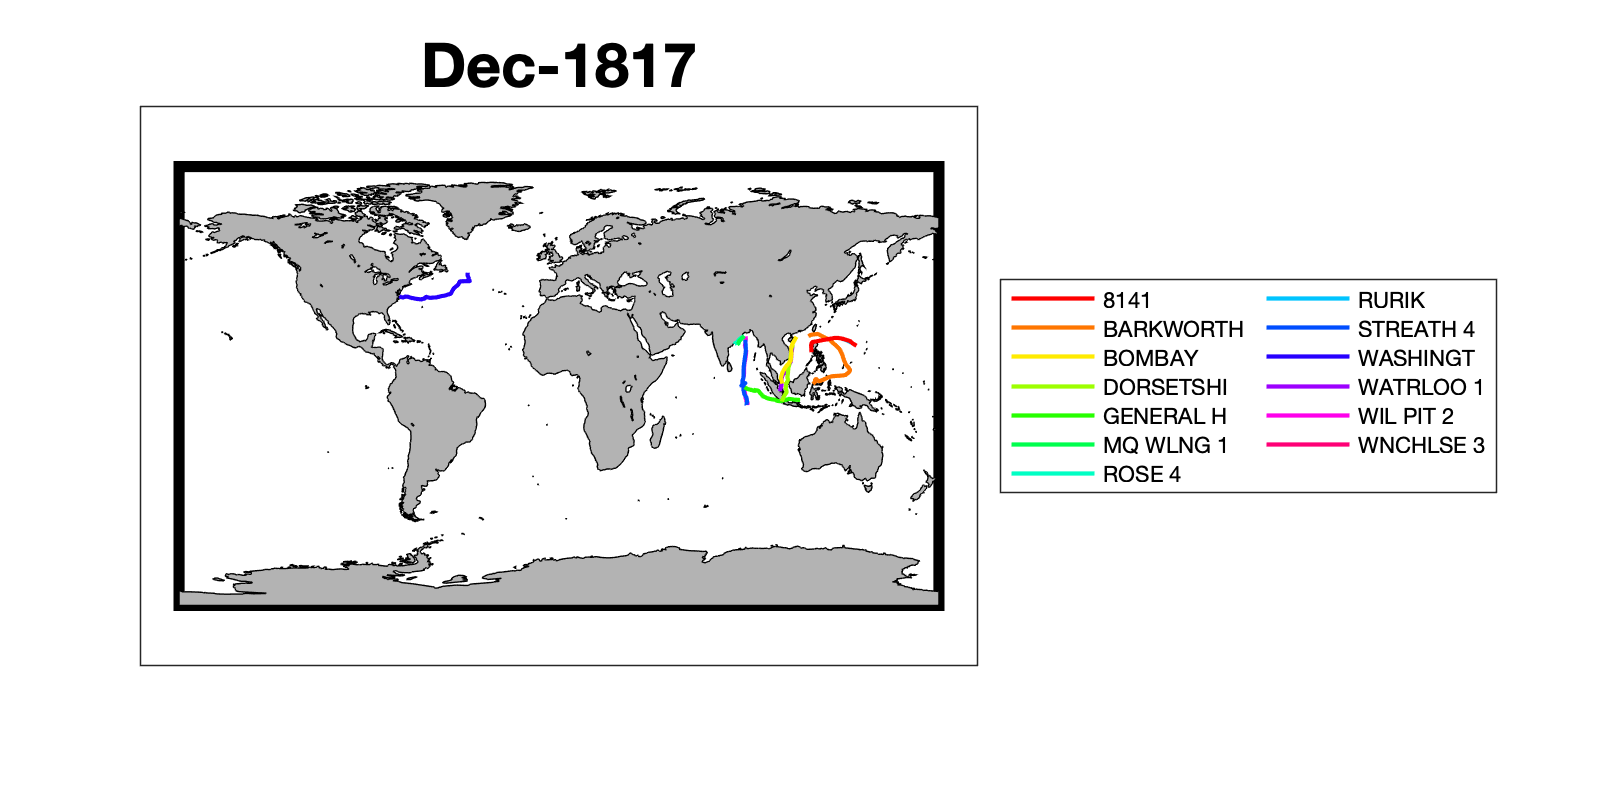 Dec-1817
8141
BARKWORTH
BOMBAY
DORSETSHI
GENERAL H
MQ WLNG 1
ROSE 4
RURIK
STREATH 4
WASHINGT
WATRLOO 1
WIL PIT 2
WNCHLSE 3